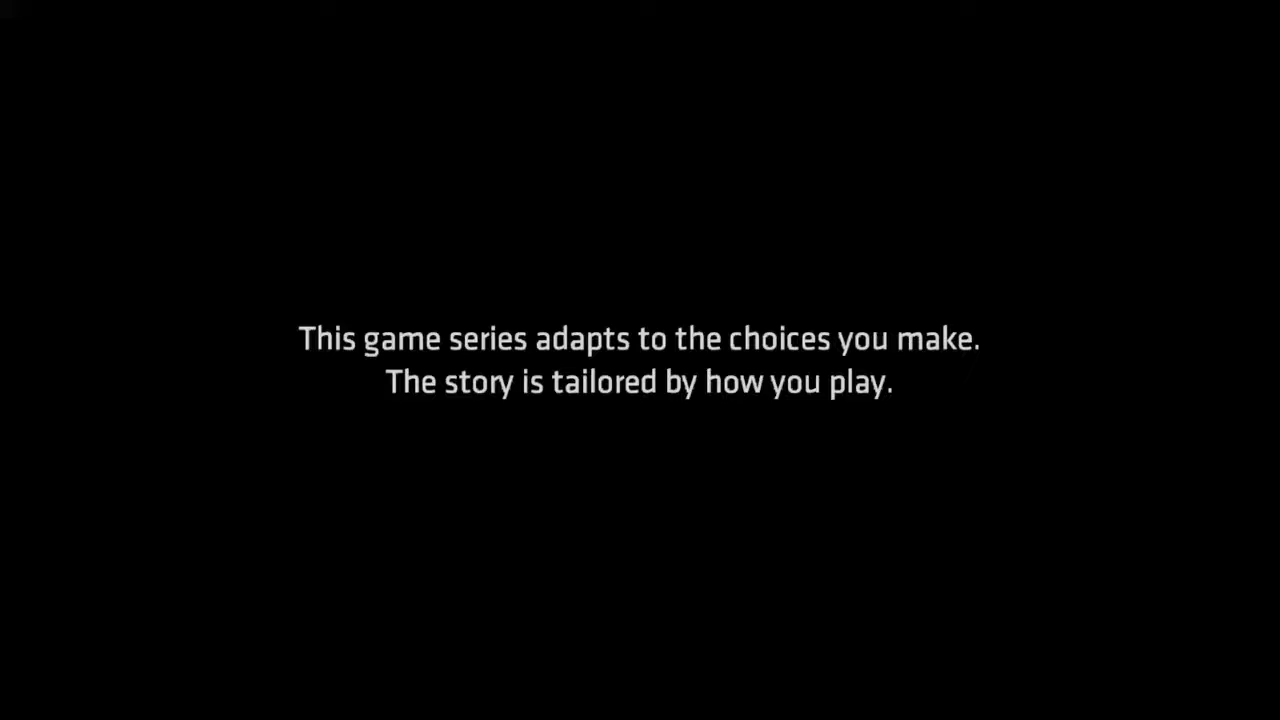 This game series adapts to the choices you make.
The story is tailored by how you play.